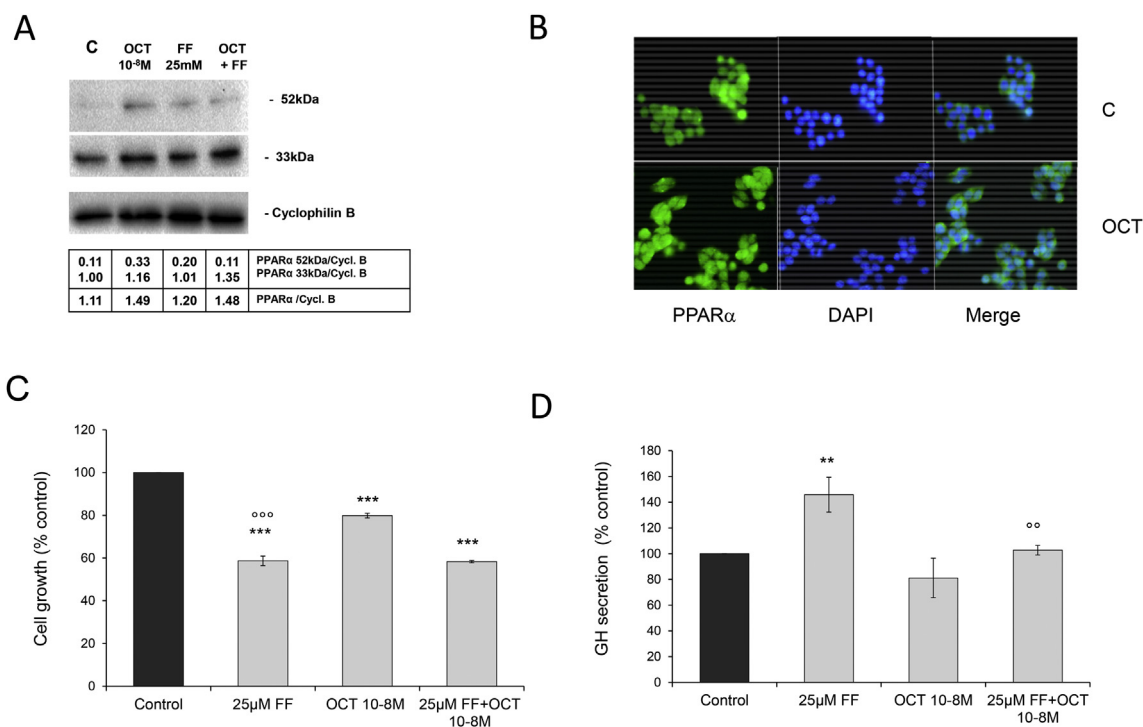 A
C
OCT
10-⁸M
FF
25mM
OCT
+ FF
- 52kDa
- 33kDa
- Cyclophilin B
0.11 0.33 0.20 0.11 PPARα 52kDa/Cycl. B
1.00 1.16 1.01 1.35 PPARα 33kDa/Cycl. B
1.11 1.49 1.20 1.48 PPARα /Cycl. B
B
C
OCT
PPARα DAPI Merge
C
Cell growth (% control)
120
100
80
60
40
20
0
°°°
***
***
***
Control
25µM FF
OCT 10-8M
25µM FF+OCT
10-8M
D
GH secretion (% control)
180
160
140
120
100
80
60
40
20
0
**
°°
Control
25µM FF
OCT 10-8M
25µM FF+OCT
10-8M